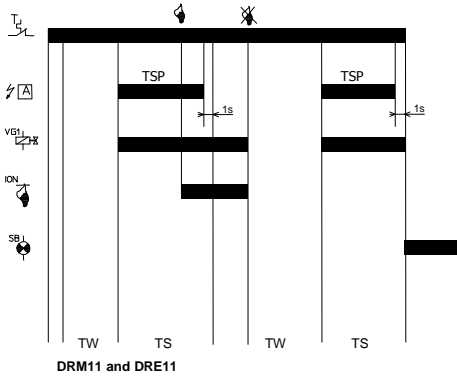 T
TSP
TSP
A
1s
1s
VG1
ION
SB
TW
TS
TW
TS
DRM11 and DRE11